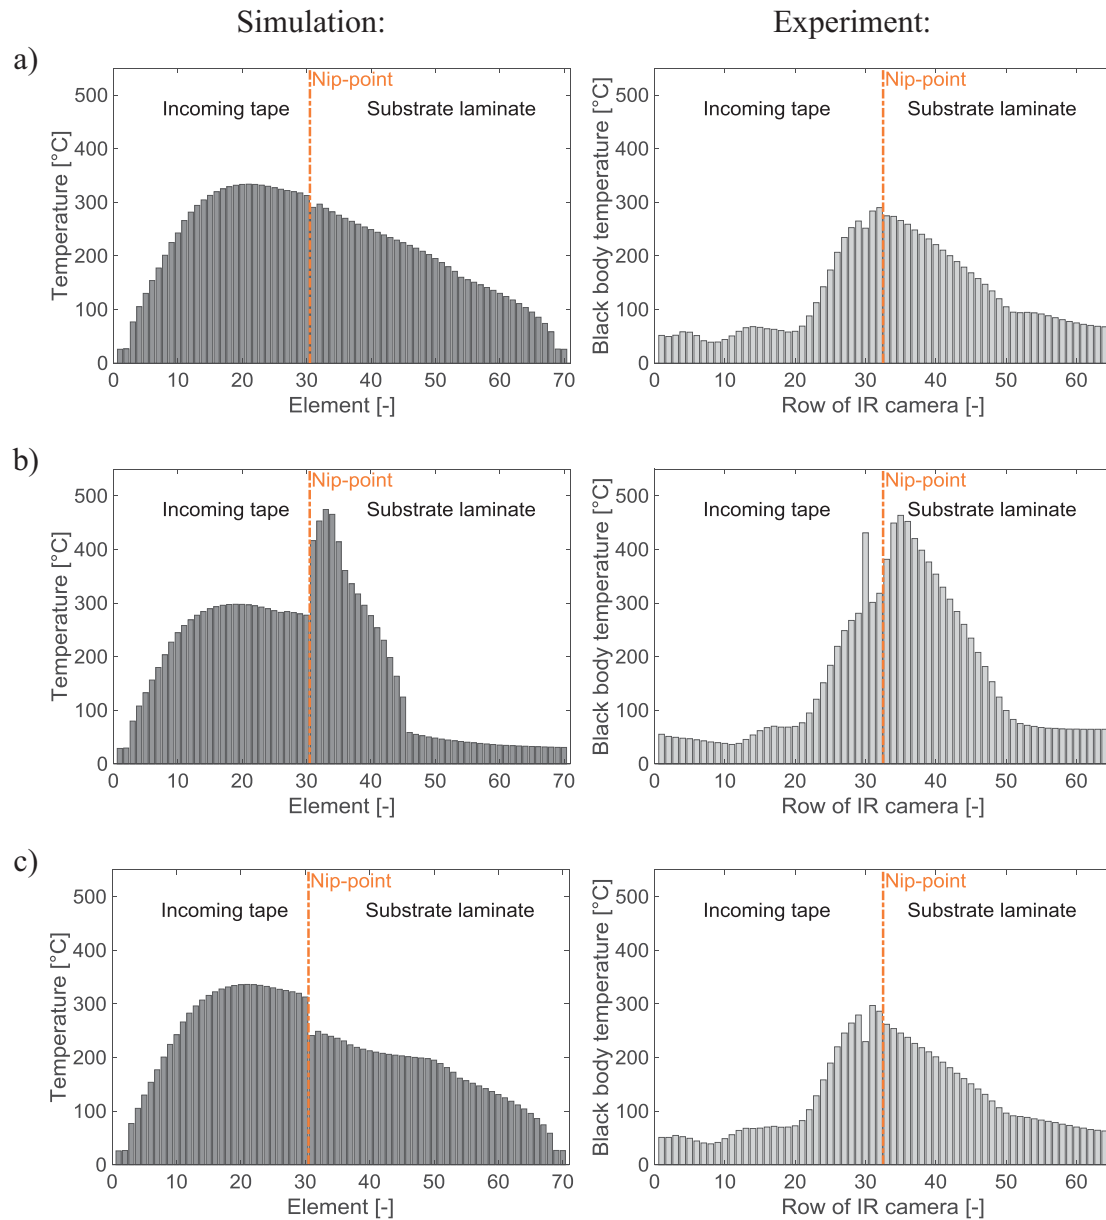 Simulation:
Experiment:
a)
Nip-point
Incoming tape
Substrate laminate
Temperature [°C]
500
400
300
200
100
0
0 10 20 30 40 50 60 70
Element [-]
Nip-point
Incoming tape
Substrate laminate
Black body temperature [°C]
500
400
300
200
100
0
0 10 20 30 40 50 60
Row of IR camera [-]
b)
Nip-point
Incoming tape
Substrate laminate
Temperature [°C]
500
400
300
200
100
0
0 10 20 30 40 50 60 70
Element [-]
Nip-point
Incoming tape
Substrate laminate
Black body temperature [°C]
500
400
300
200
100
0
0 10 20 30 40 50 60
Row of IR camera [-]
c)
Nip-point
Incoming tape
Substrate laminate
Temperature [°C]
500
400
300
200
100
0
0 10 20 30 40 50 60 70
Element [-]
Nip-point
Incoming tape
Substrate laminate
Black body temperature [°C]
500
400
300
200
100
0
0 10 20 30 40 50 60
Row of IR camera [-]